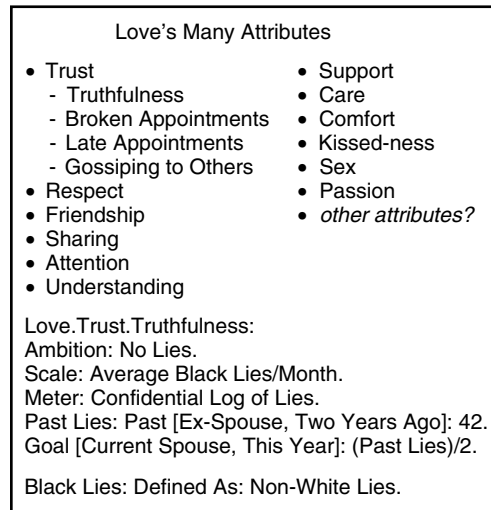 Love's Many Attributes
• Trust
- Truthfulness
- Broken Appointments
- Late Appointments
- Gossiping to Others
• Respect
• Friendship
• Sharing
• Attention
• Understanding
• Support
• Care
• Comfort
• Kissed-ness
• Sex
• Passion
• other attributes?
Love.Trust.Truthfulness:
Ambition: No Lies.
Scale: Average Black Lies/Month.
Meter: Confidential Log of Lies.
Past Lies: Past [Ex-Spouse, Two Years Ago]: 42.
Goal [Current Spouse, This Year]: (Past Lies)/2.
Black Lies: Defined As: Non-White Lies.